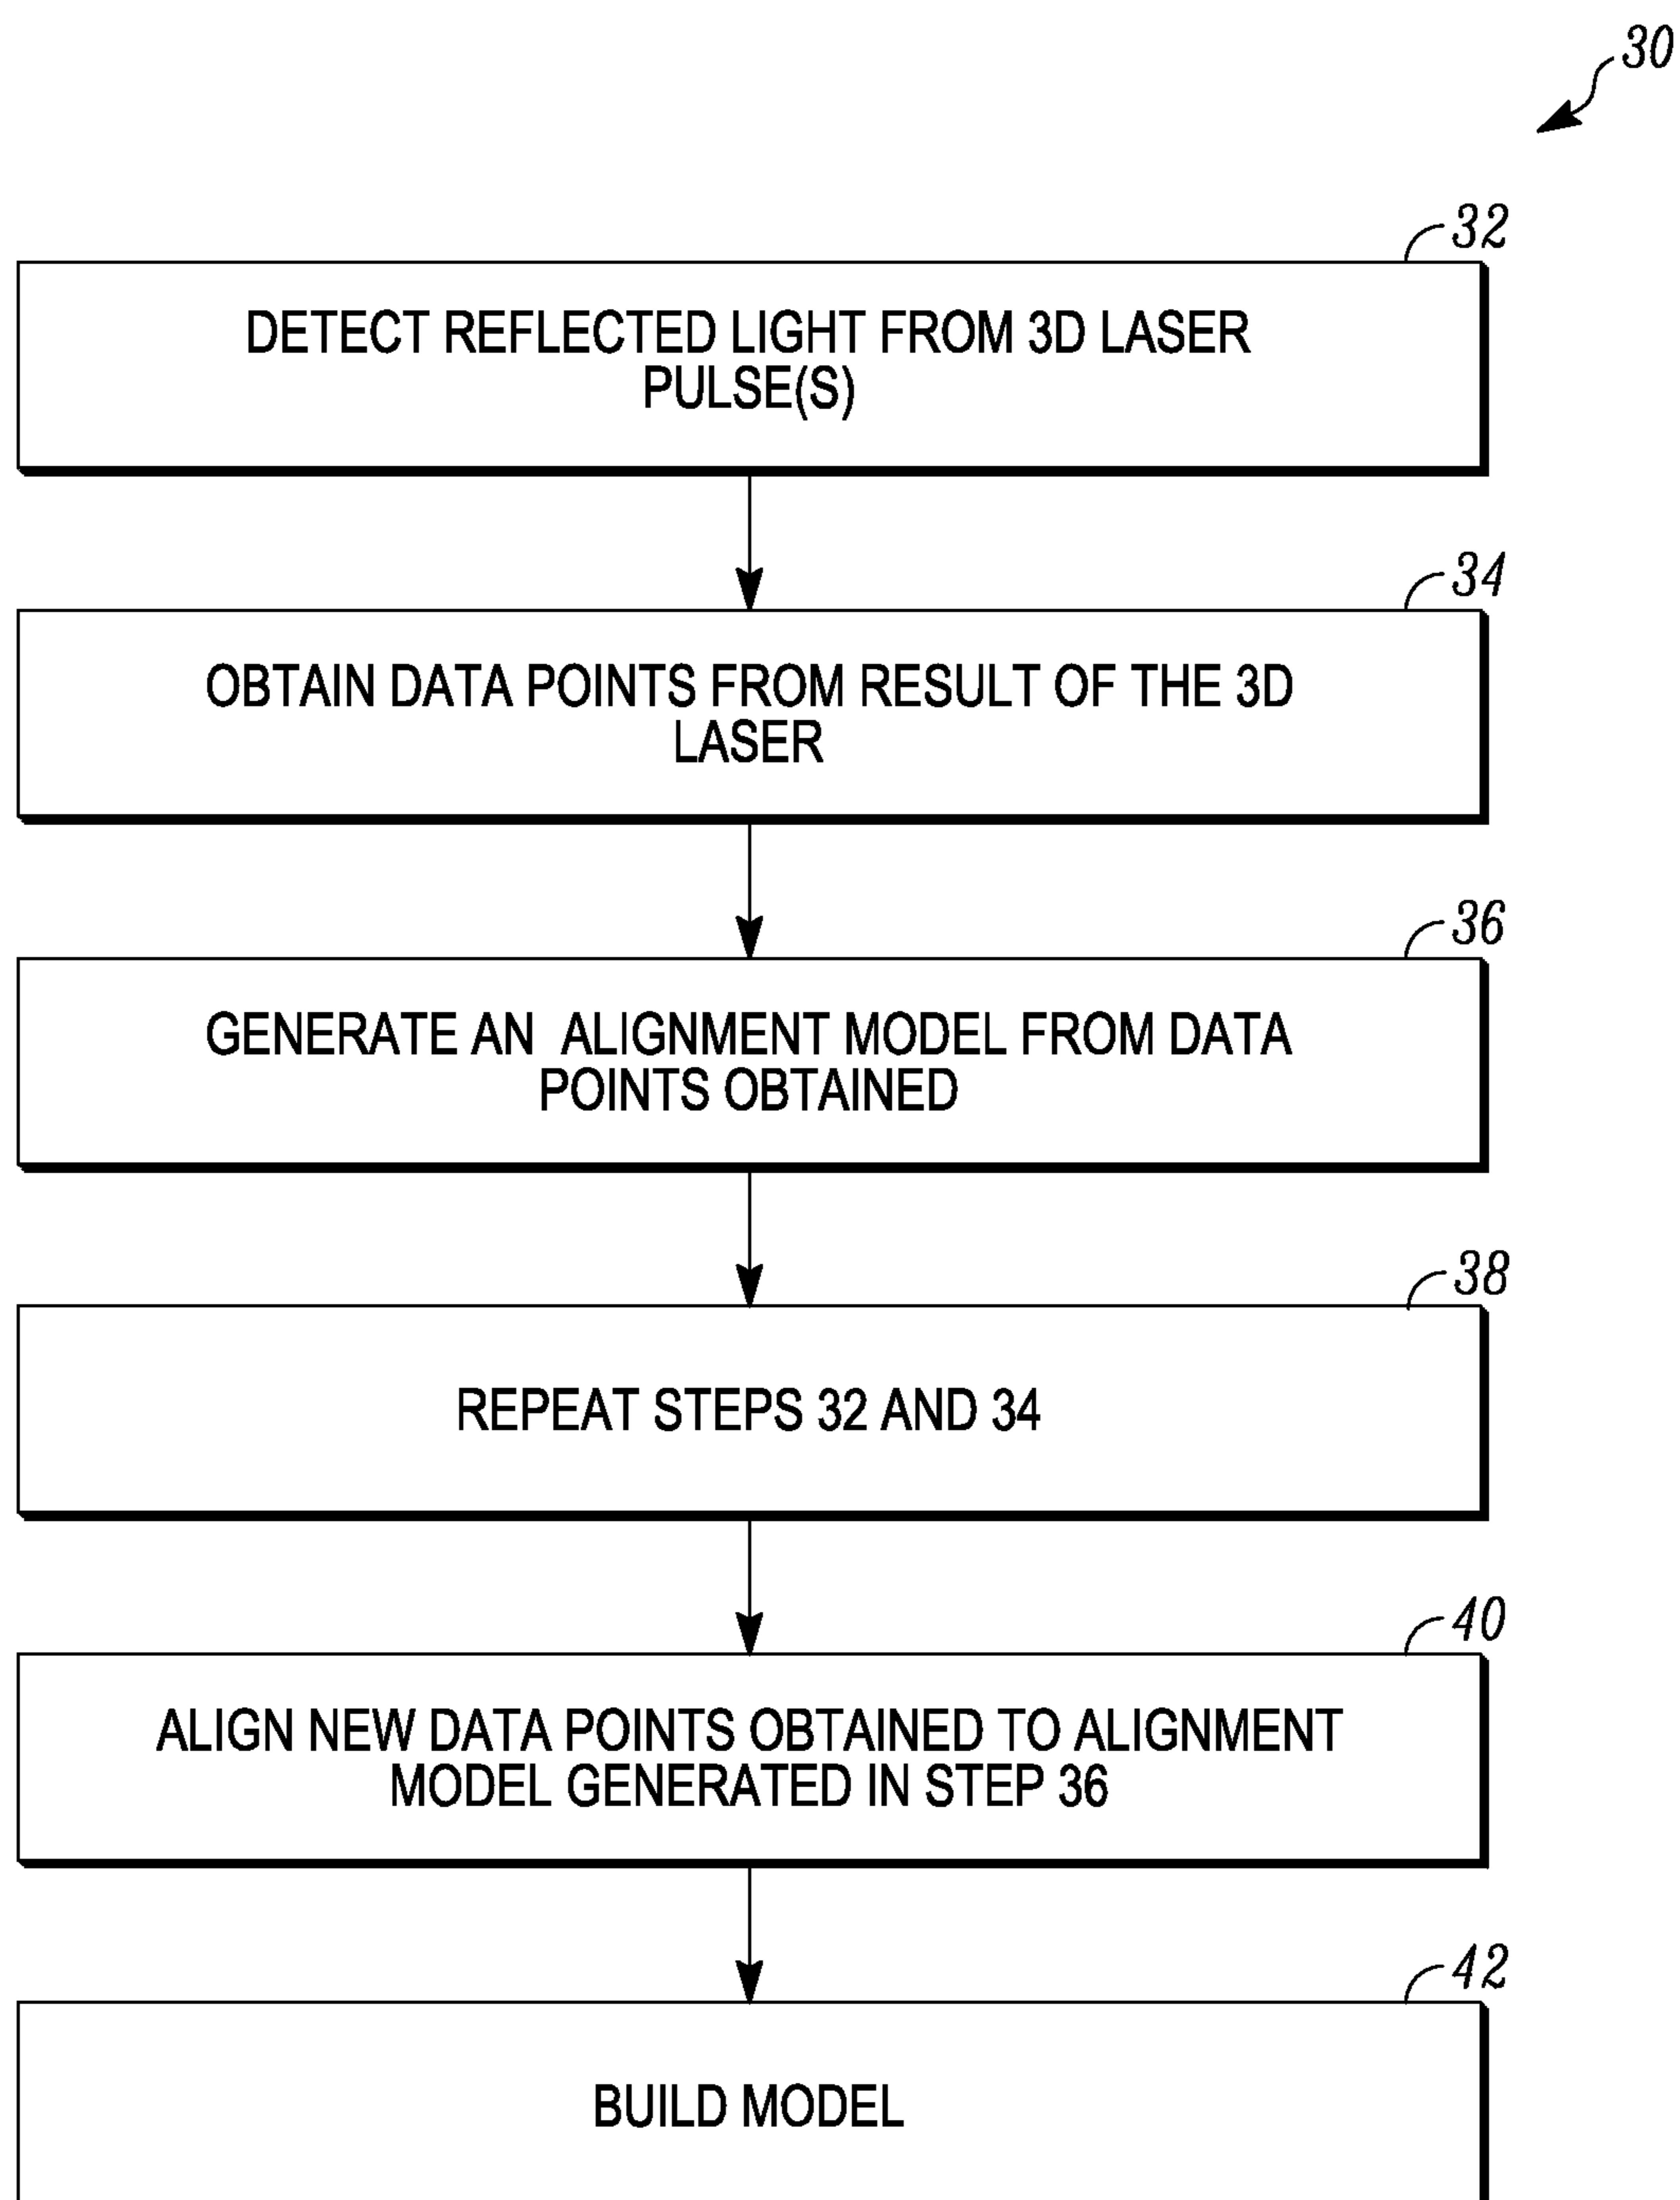 30
32
DETECT REFLECTED LIGHT FROM 3D LASER
PULSE(S)
34
OBTAIN DATA POINTS FROM RESULT OF THE 3D
LASER
36
GENERATE AN ALIGNMENT MODEL FROM DATA
POINTS OBTAINED
38
REPEAT STEPS 32 AND 34
40
ALIGN NEW DATA POINTS OBTAINED TO ALIGNMENT
MODEL GENERATED IN STEP 36
42
BUILD MODEL